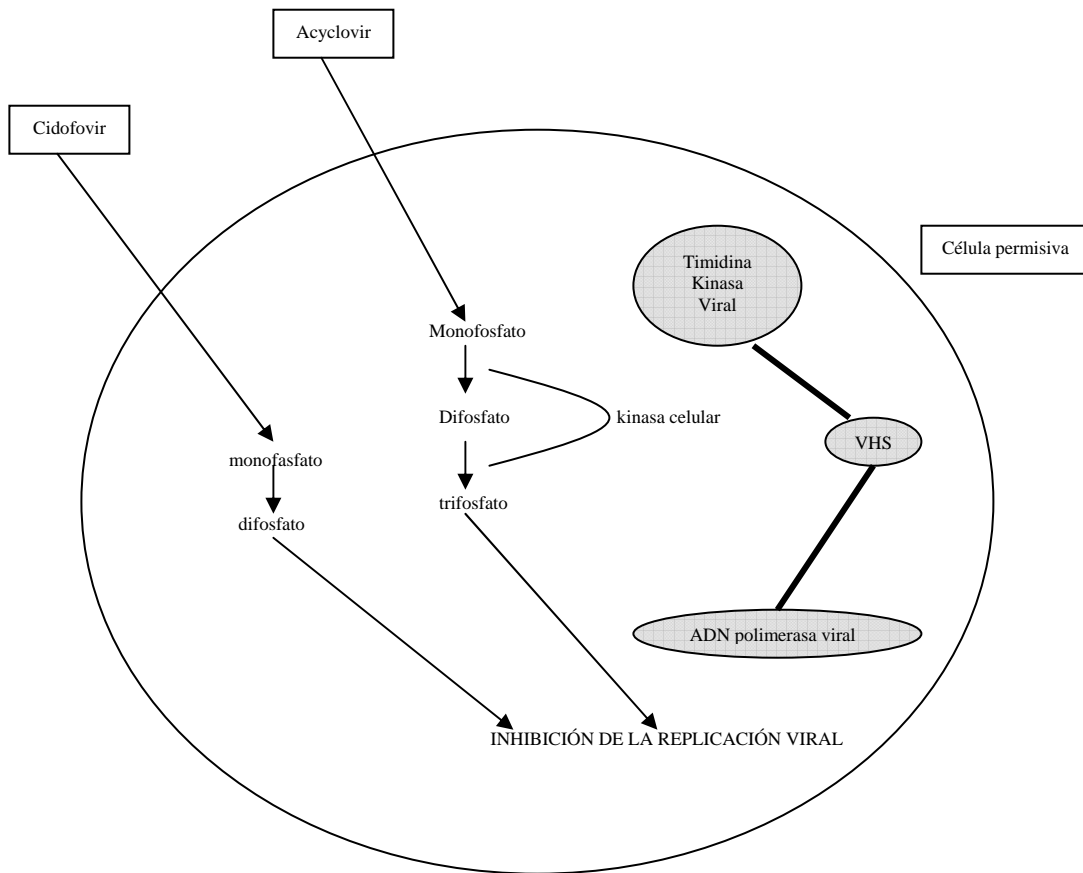 Acyclovir
Cidofovir
Célula permisiva
Timidina
Kinasa
Viral
Monofosfato
Difosfato
kinasa celular
VHS
monofasfato
trifosfato
difosfato
ADN polimerasa viral
INHIBICIÓN DE LA REPLICACIÓN VIRAL